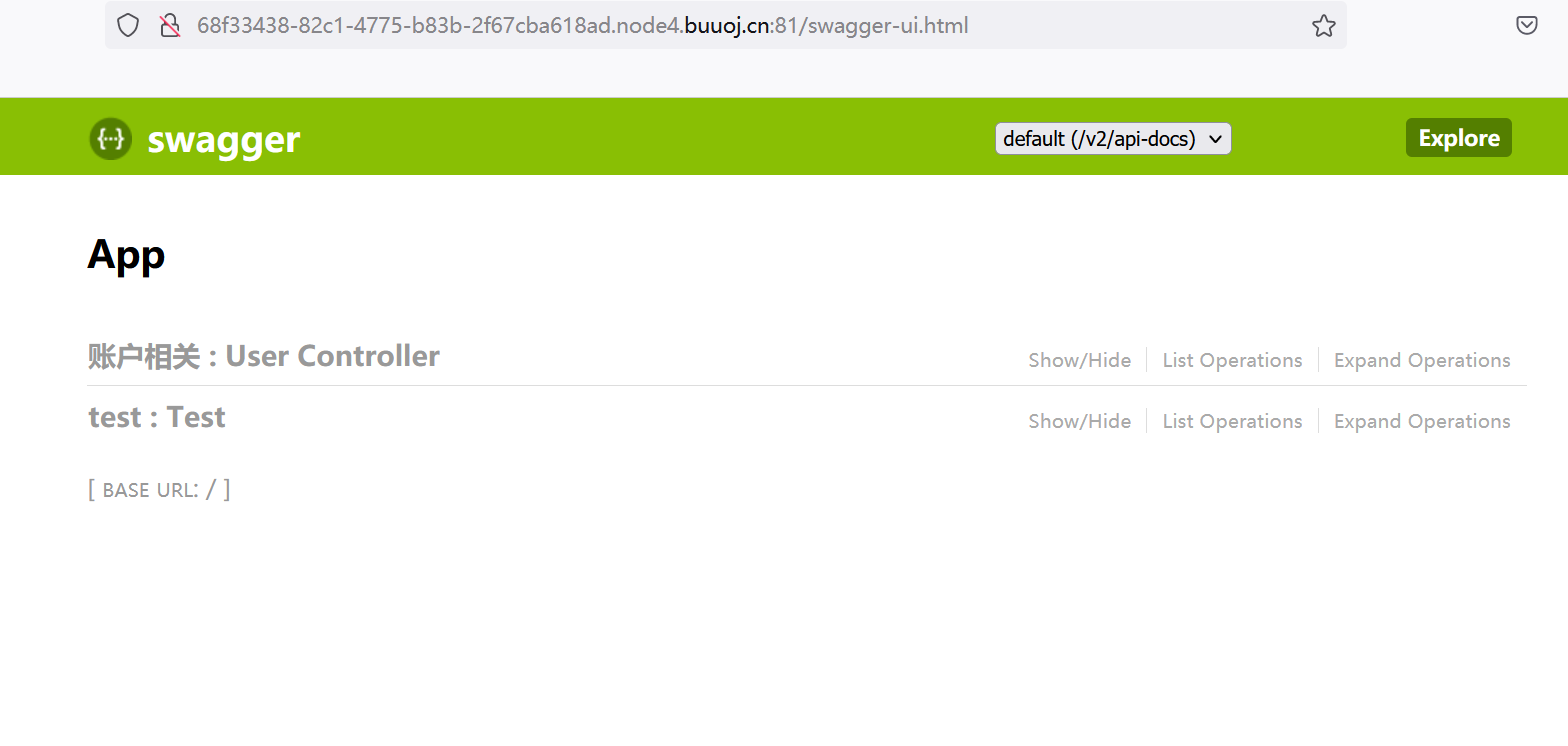 68f33438-82c1-4775-b83b-2f67cba618ad.node4.buuoj.cn:81/swagger-ui.html
{···} swagger default (/v2/api-docs) Explore
App
账户相关 : User Controller Show/Hide List Operations Expand Operations
test : Test Show/Hide List Operations Expand Operations
[ BASE URL: / ]